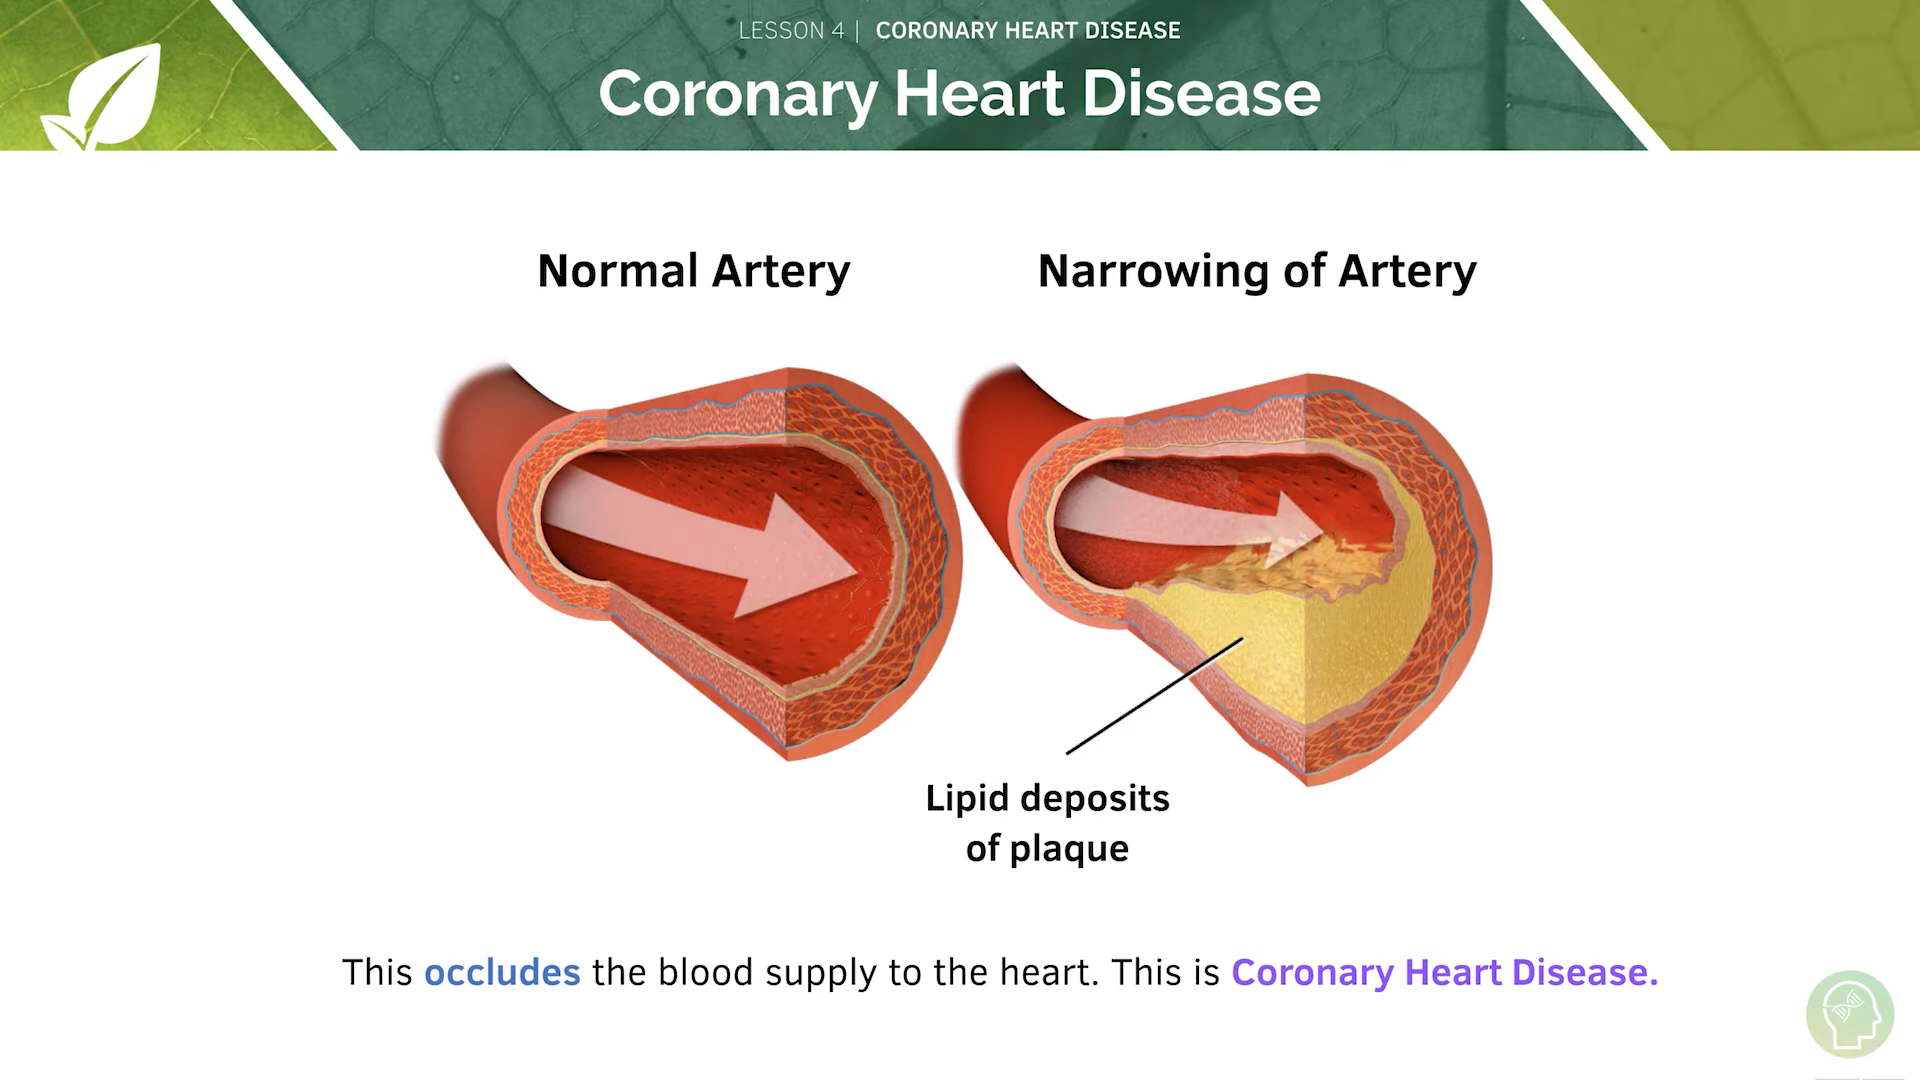 LESSON 4 | CORONARY HEART DISEASE
Coronary Heart Disease
Normal Artery
Narrowing of Artery
Lipid deposits
of plaque
This occludes the blood supply to the heart. This is Coronary Heart Disease.